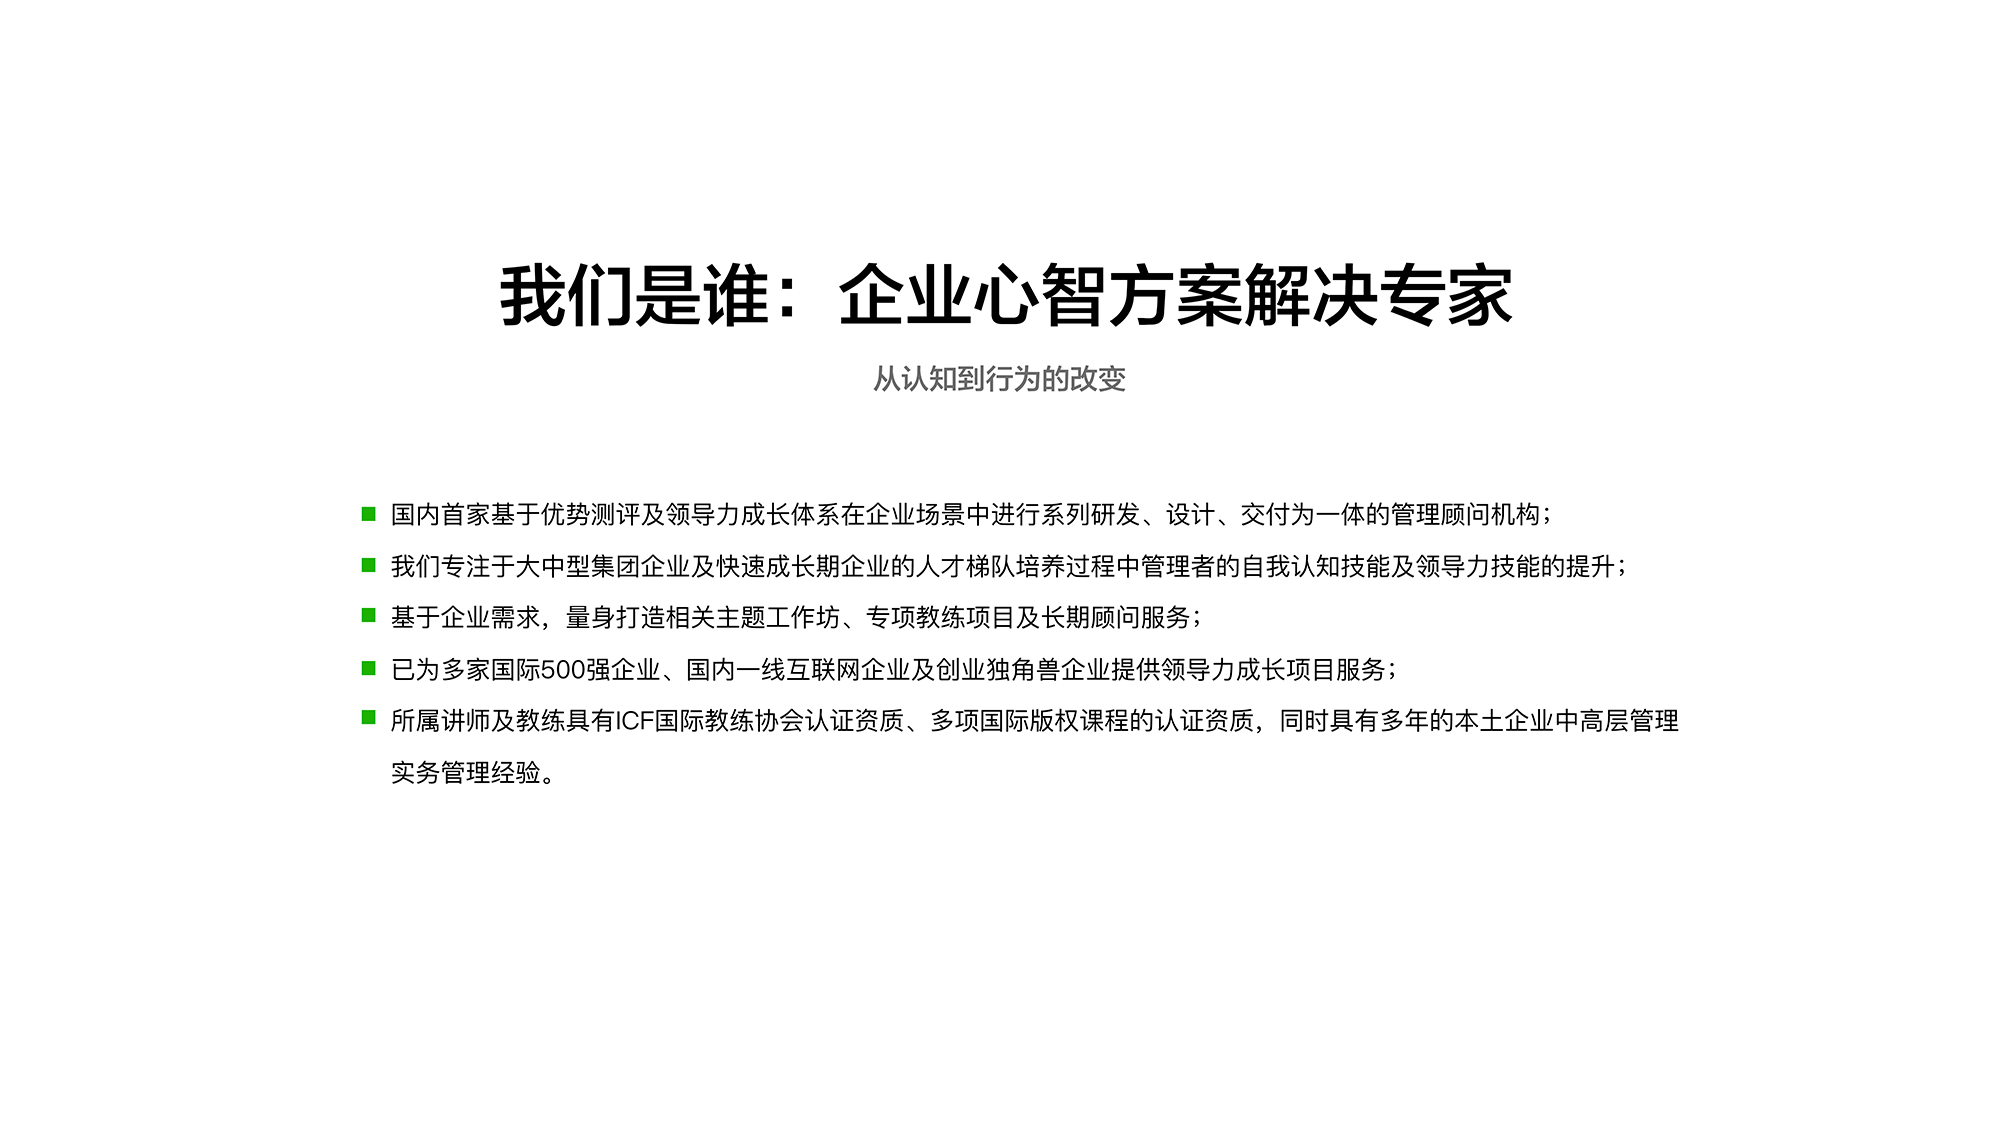 我们是谁：企业心智方案解决专家
从认知到行为的改变
国内首家基于优势测评及领导力成长体系在企业场景中进行系列研发、设计、交付为一体的管理顾问机构；
我们专注于大中型集团企业及快速成长期企业的人才梯队培养过程中管理者的自我认知技能及领导力技能的提升；
基于企业需求，量身打造相关主题工作坊、专项教练项目及长期顾问服务；
已为多家国际500强企业、国内一线互联网企业及创业独角兽企业提供领导力成长项目服务；
所属讲师及教练具有ICF国际教练协会认证资质、多项国际版权课程的认证资质，同时具有多年的本土企业中高层管理
实务管理经验。